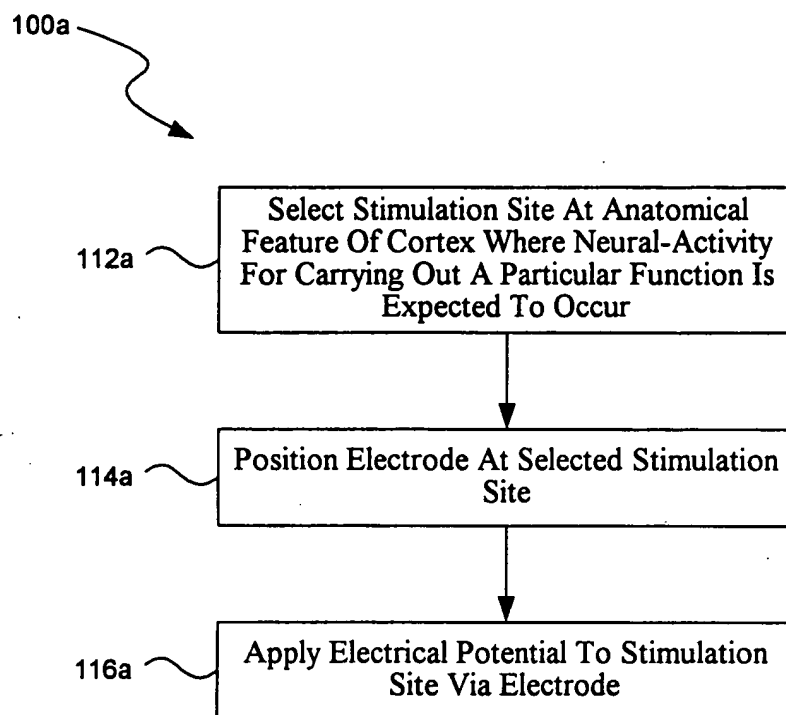 100a
112a
Select Stimulation Site At Anatomical
Feature Of Cortex Where Neural-Activity
For Carrying Out A Particular Function Is
Expected To Occur
114a
Position Electrode At Selected Stimulation
Site
116a
Apply Electrical Potential To Stimulation
Site Via Electrode